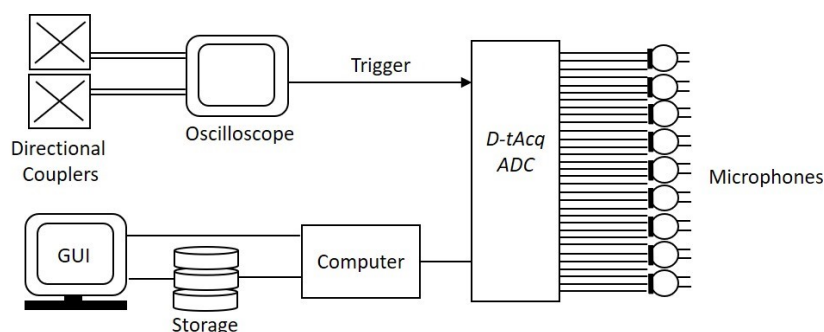 Trigger
Oscilloscope
Directional
Couplers
D-tAcq
ADC
Microphones
GUI
Computer
Storage